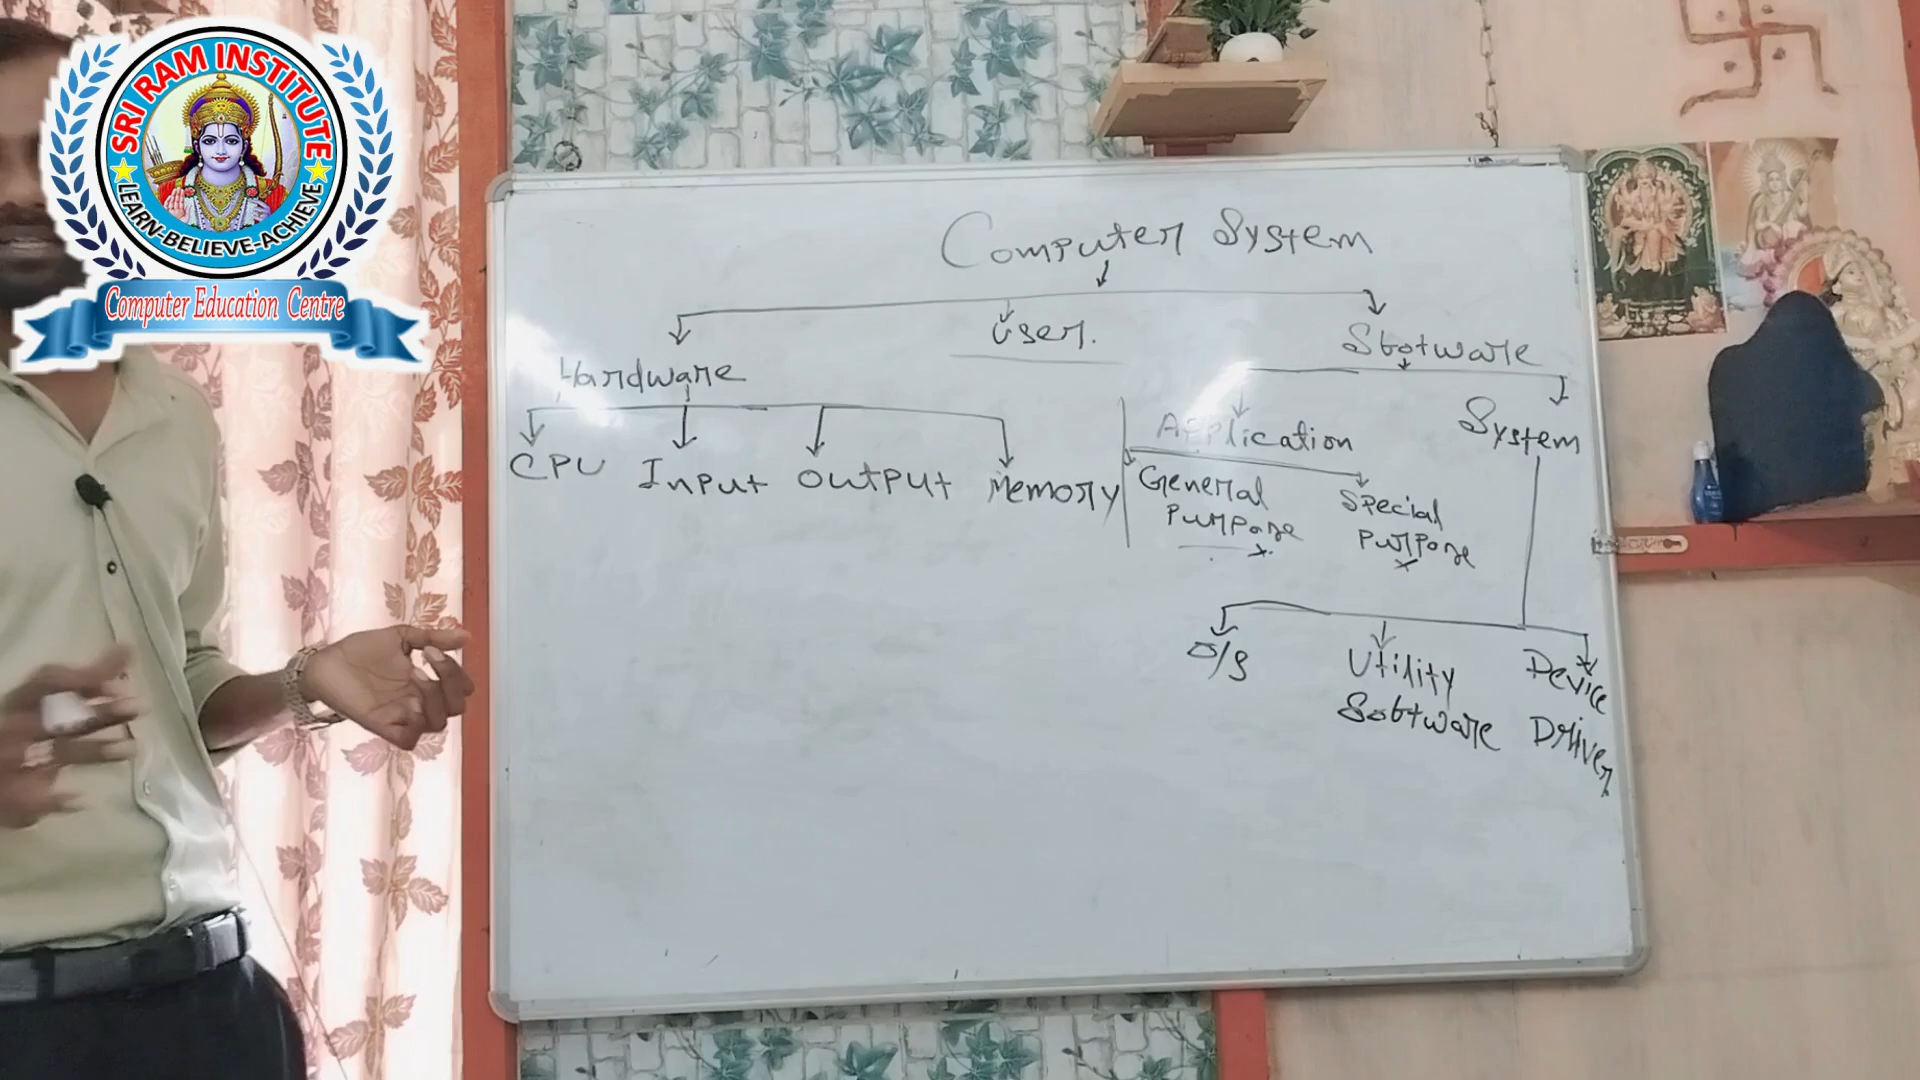 SRI RAM INSTITUTE
LEARN-BELIEVE-ACHIEVE
Computer Education Centre
Computer System
User.
Hardware
Software
CPU Input Output Memory
Application
System
General
Purpose
Special
Purpose
O/S
Utility
Software
Device
Driver